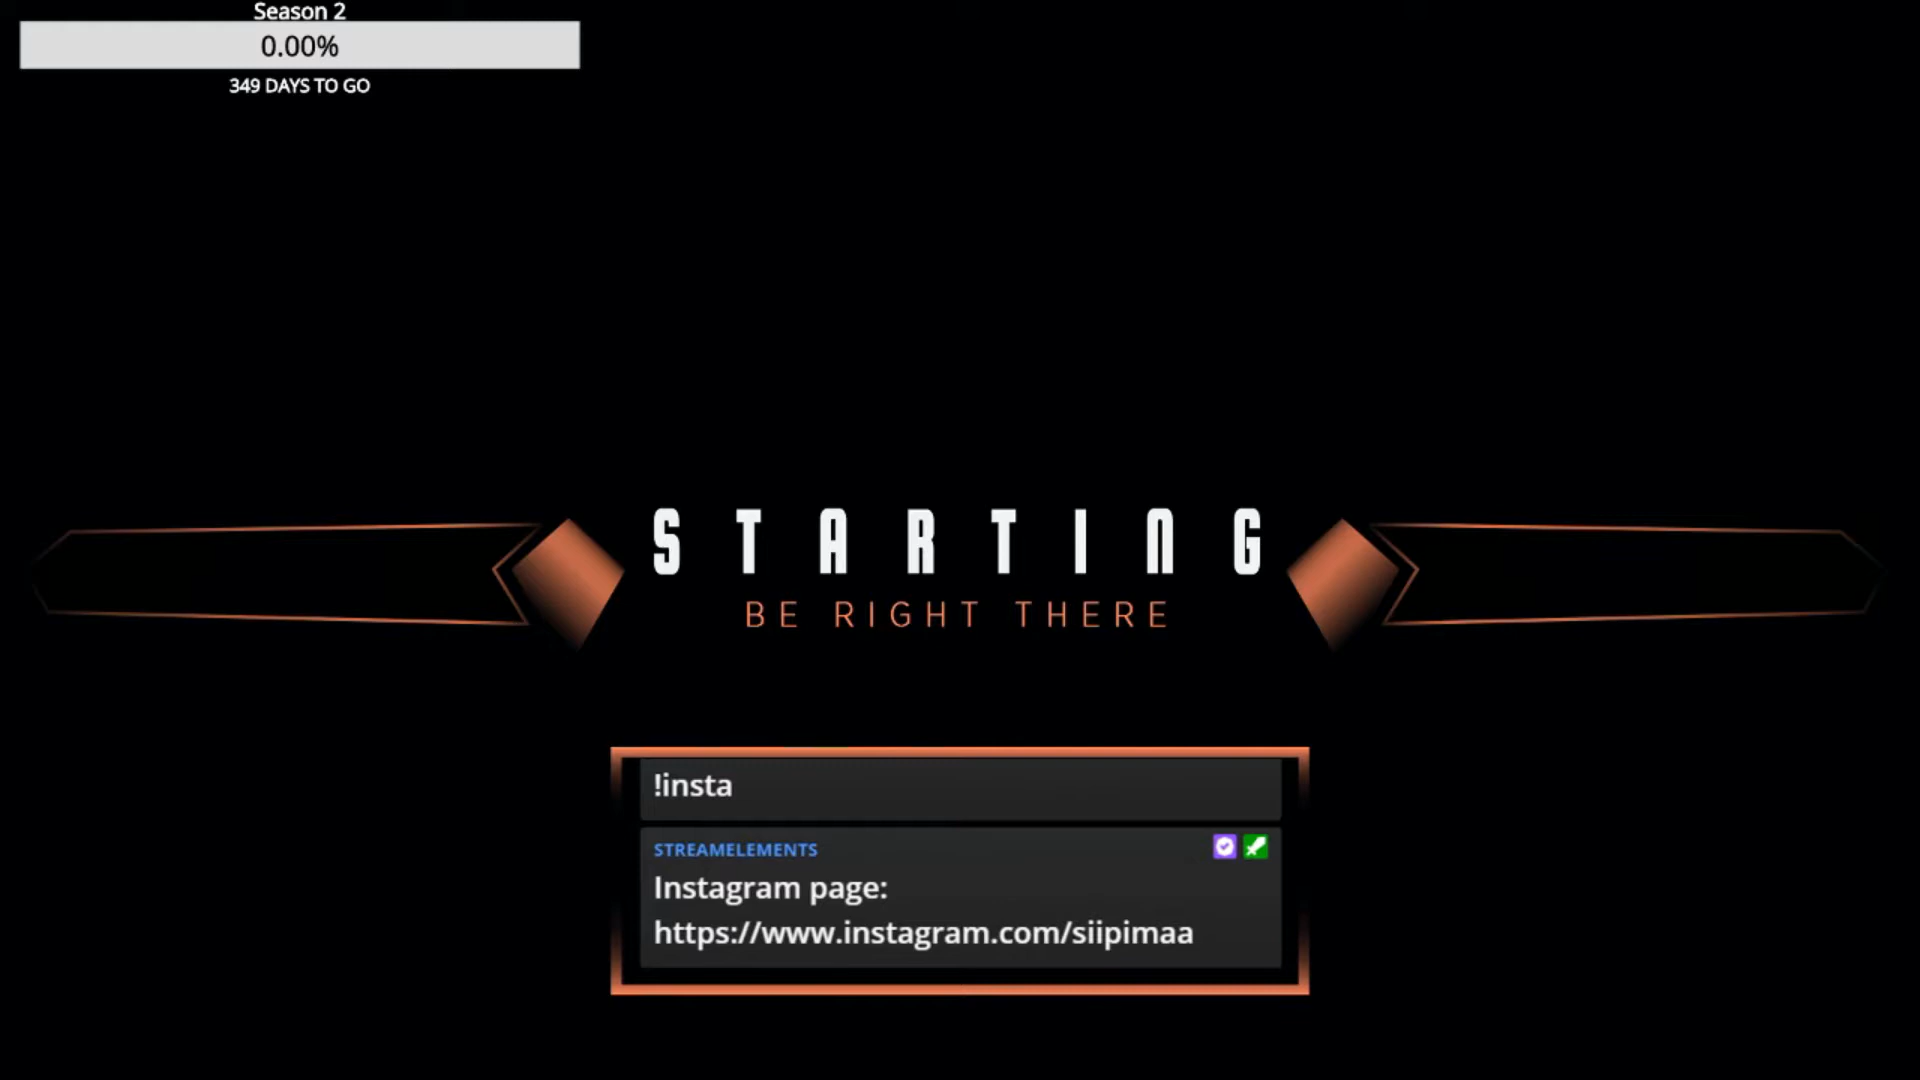 Season 2
0.00%
349 DAYS TO GO
STARTING
BE RIGHT THERE
!insta
STREAMELEMENTS
Instagram page:
https://www.instagram.com/siipimaa